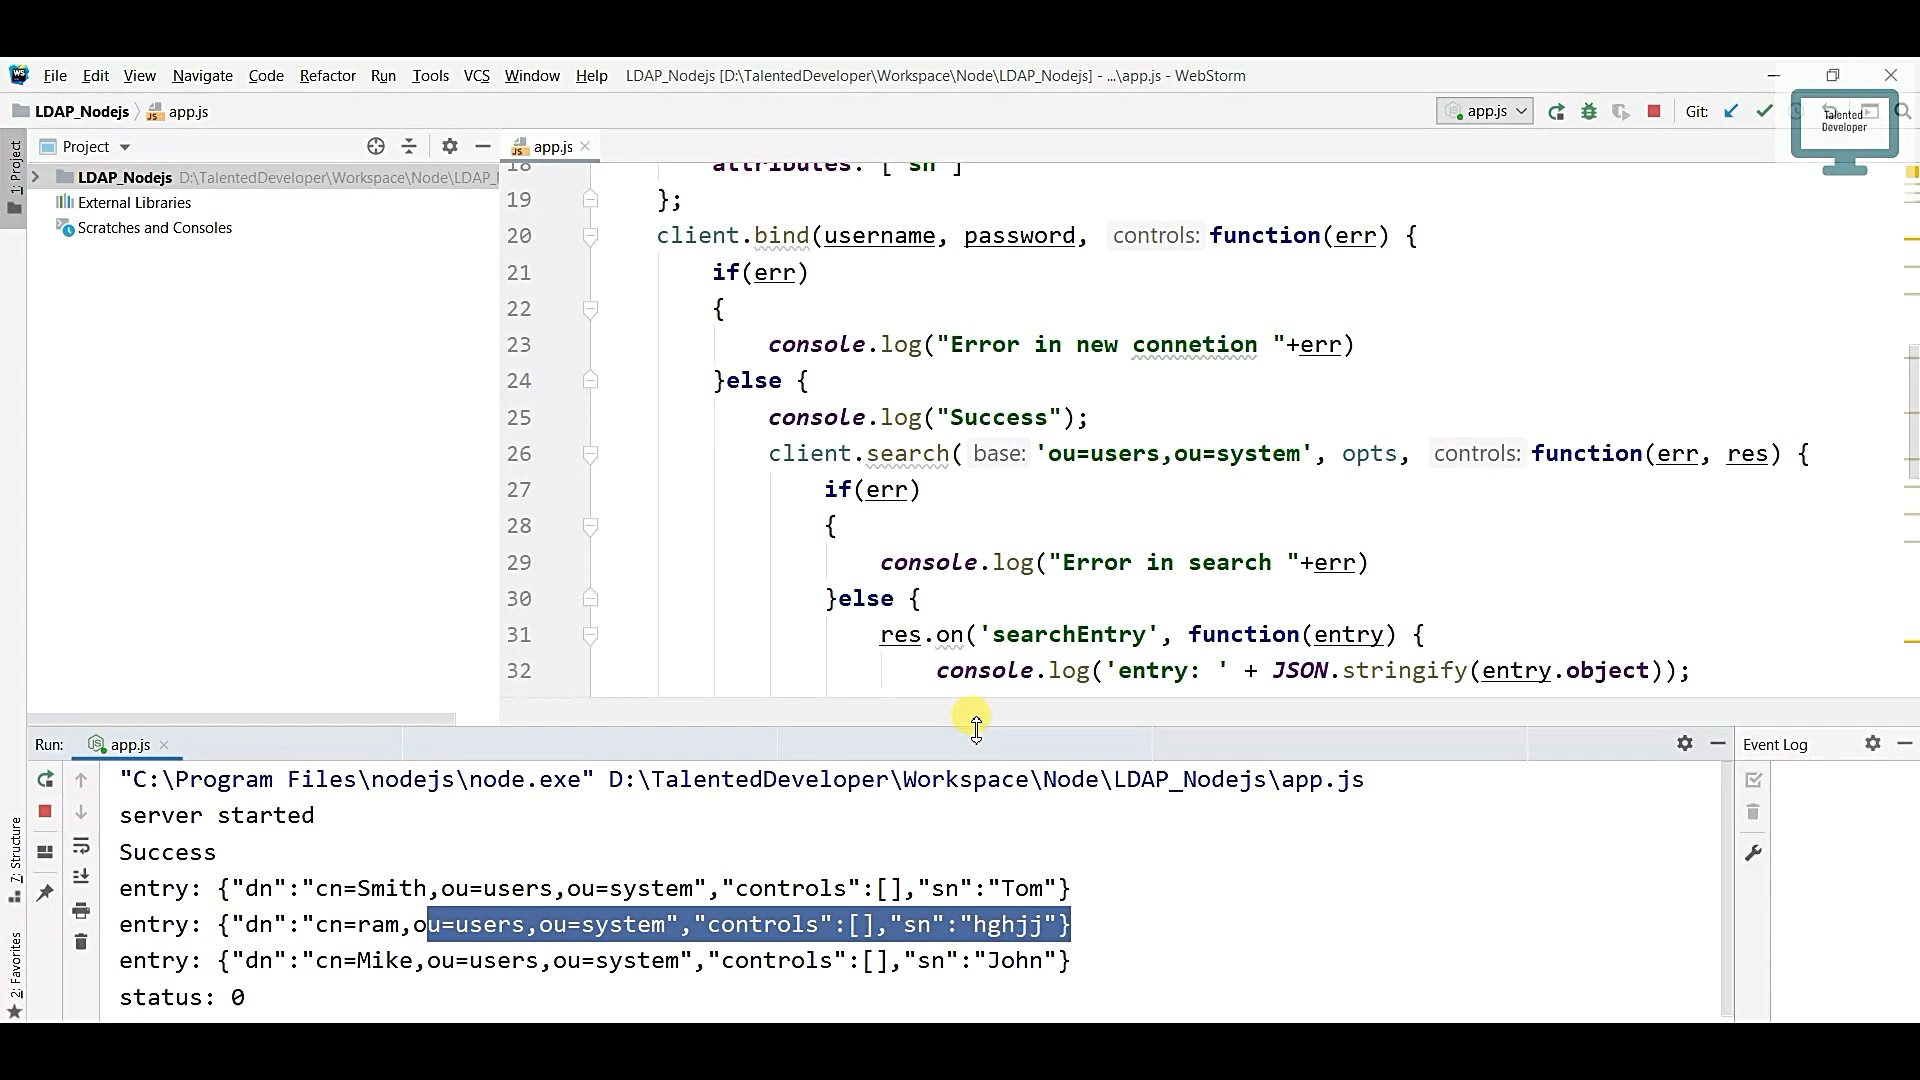 File Edit View Navigate Code Refactor Run Tools VCS Window Help LDAP_Nodejs [D:\TalentedDeveloper\Workspace\Node\LDAP_Nodejs] - ...\app.js - WebStorm
LDAP_Nodejs app.js app.js Git:
Talented
Developer
1: Project
Project
app.js
LDAP_Nodejs D:\TalentedDeveloper\Workspace\Node\LDAP_N
External Libraries
Scratches and Consoles
18 attributes: [ 'sn' ]
19 };
20 client.bind(username, password, controls: function(err) {
21 if(err)
22 {
23 console.log("Error in new connetion "+err)
24 }else {
25 console.log("Success");
26 client.search( base: 'ou=users,ou=system', opts, controls: function(err, res) {
27 if(err)
28 {
29 console.log("Error in search "+err)
30 }else {
31 res.on('searchEntry', function(entry) {
32 console.log('entry: ' + JSON.stringify(entry.object));
Run: app.js
Event Log
"C:\Program Files\nodejs\node.exe" D:\TalentedDeveloper\Workspace\Node\LDAP_Nodejs\app.js
server started
Success
entry: {"dn":"cn=Smith,ou=users,ou=system","controls":[],"sn":"Tom"}
entry: {"dn":"cn=ram,ou=users,ou=system","controls":[],"sn":"hghjj"}
entry: {"dn":"cn=Mike,ou=users,ou=system","controls":[],"sn":"John"}
status: 0
7: Structure
2: Favorites